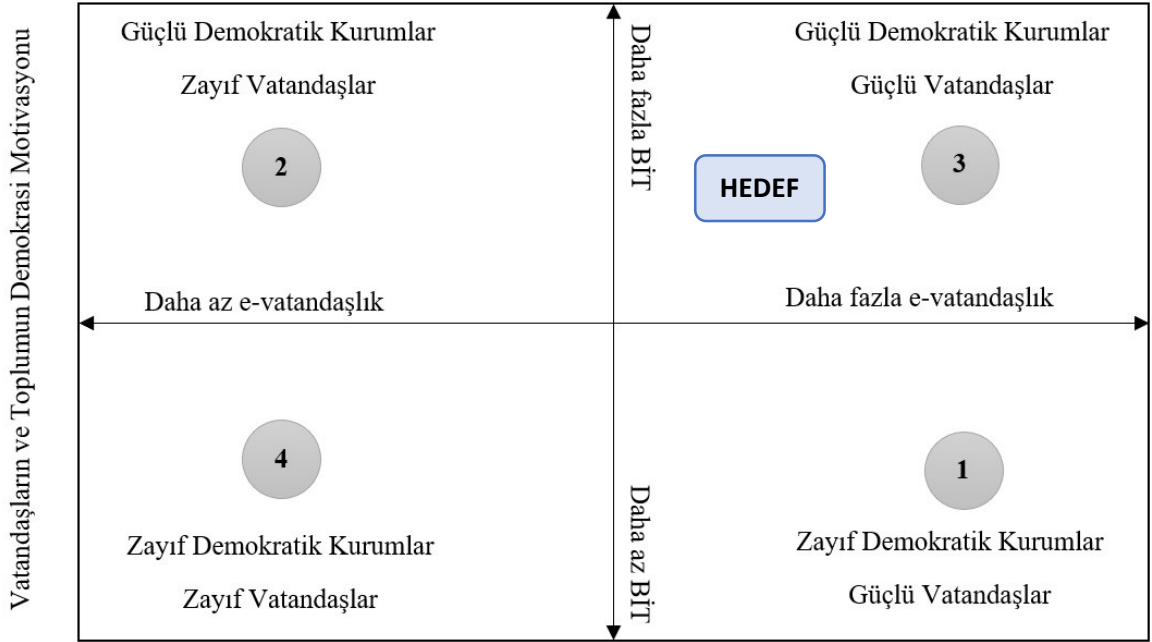 Vatandaşların ve Toplumun Demokrasi Motivasyonu
Güçlü Demokratik Kurumlar
Zayıf Vatandaşlar
2
Daha fazla BİT
Güçlü Demokratik Kurumlar
Güçlü Vatandaşlar
HEDEF
3
Daha az e-vatandaşlık
Daha fazla e-vatandaşlık
4
Zayıf Demokratik Kurumlar
Zayıf Vatandaşlar
Daha az BİT
1
Zayıf Demokratik Kurumlar
Güçlü Vatandaşlar